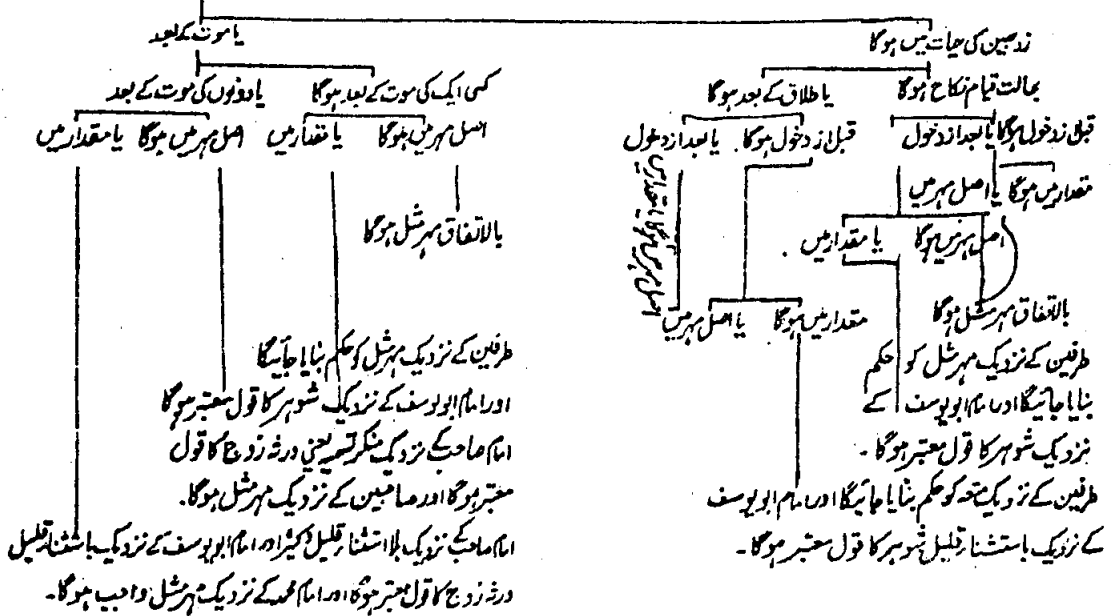 زوجین کی حیات میں ہوگا یا موت کے بعد
بحالت قیام نکاح ہوگا یا طلاق کے بعد ہوگا کسی ایک کی موت کے بعد ہوگا یا دونوں کی موت کے بعد
قبل از دخول ہوگا یا بعد از دخول قبل از دخول ہوگا یا بعد از دخول اصل مہر میں ہوگا یا مقدار میں اصل مہر میں ہوگا یا مقدار میں
مقدار میں ہوگا یا اصل مہر میں
اصل مہر میں ہوگا یا مقدار میں
اصل مہر میں ہوگا یا مقدار میں
بالاتفاق مہر مثل ہوگا
بالاتفاق مہر مثل ہوگا مقدار میں ہوگا یا اصل مہر میں
طرفین کے نزدیک مہر مثل کو حکم
بنایا جائیگا اور امام ابو یوسف کے
نزدیک شوہر کا قول معتبر ہوگا۔
طرفین کے نزدیک متعہ کو حکم بنایا جائیگا اور امام ابو یوسف
کے نزدیک باستثناء قلیل شوہر کا قول معتبر ہوگا۔
طرفین کے نزدیک مہر مثل کو حکم بنایا جائیگا
اور امام ابو یوسف کے نزدیک شوہر کا قول معتبر ہوگا
امام صاحب کے نزدیک منکر تسمیہ یعنی ورثہ زوج کا قول
معتبر ہوگا اور صاحبین کے نزدیک مہر مثل ہوگا۔
امام صاحب کے نزدیک بلا استثناء قلیل و کثیر اور امام ابو یوسف کے نزدیک باستثناء قلیل
ورثہ زوج کا قول معتبر ہوگا اور امام محمد کے نزدیک مہر مثل واجب ہوگا۔